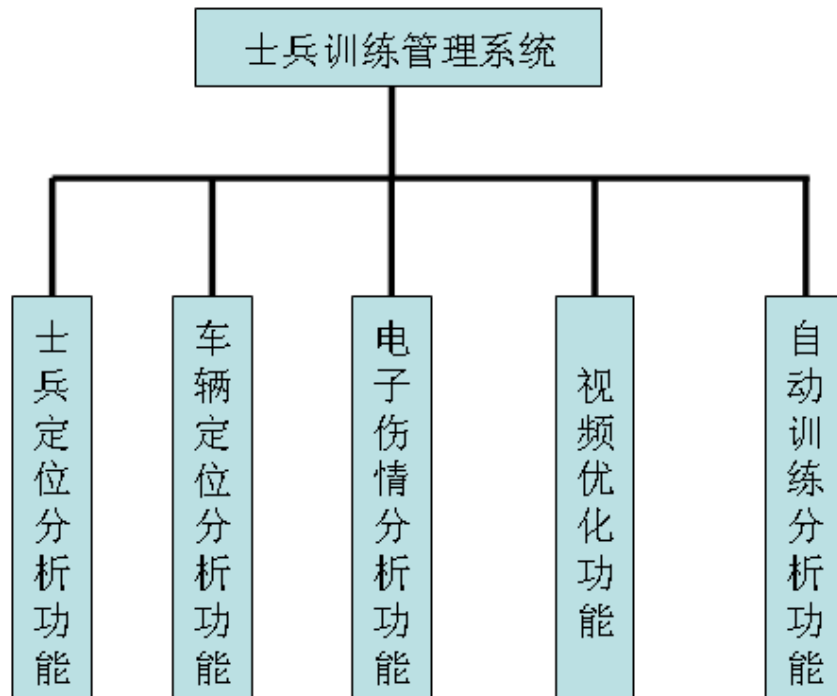 士兵训练管理系统
士兵定位分析功能
车辆定位分析功能
电子伤情分析功能
视频优化功能
自动训练分析功能